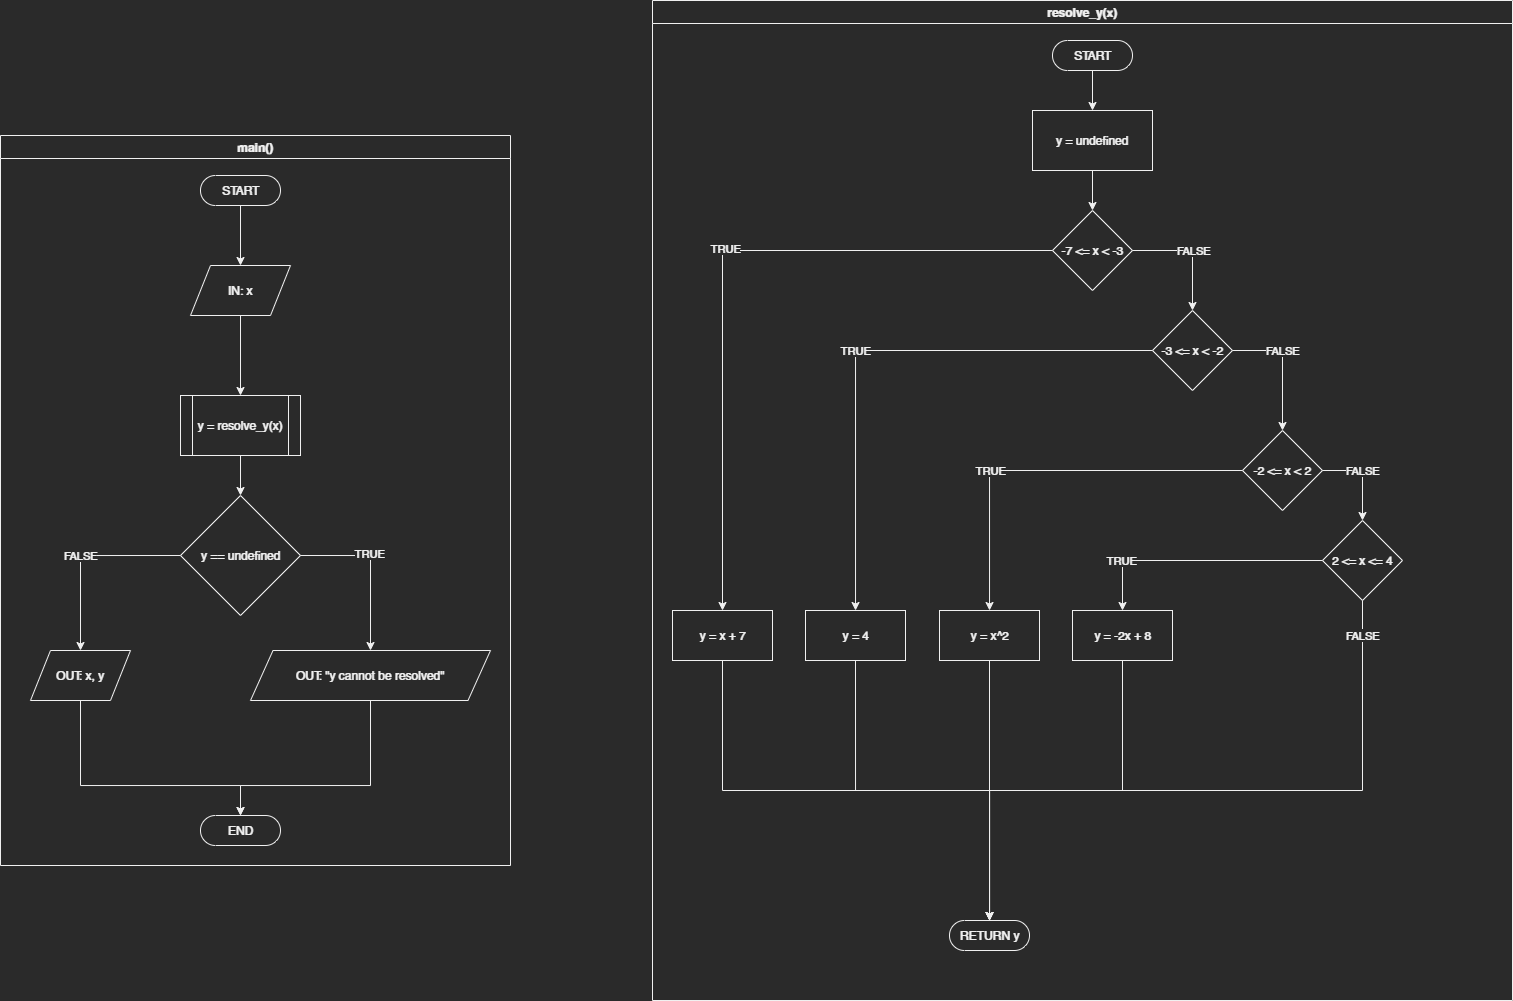 main()
START
IN: x
y = resolve_y(x)
y == undefined
FALSE
TRUE
OUT: x, y
OUT: "y cannot be resolved"
END
resolve_y(x)
START
y = undefined
-7 <= x < -3
TRUE
FALSE
-3 <= x < -2
TRUE
FALSE
-2 <= x < 2
TRUE
FALSE
2 <= x <= 4
TRUE
FALSE
y = x + 7
y = 4
y = x^2
y = -2x + 8
RETURN y